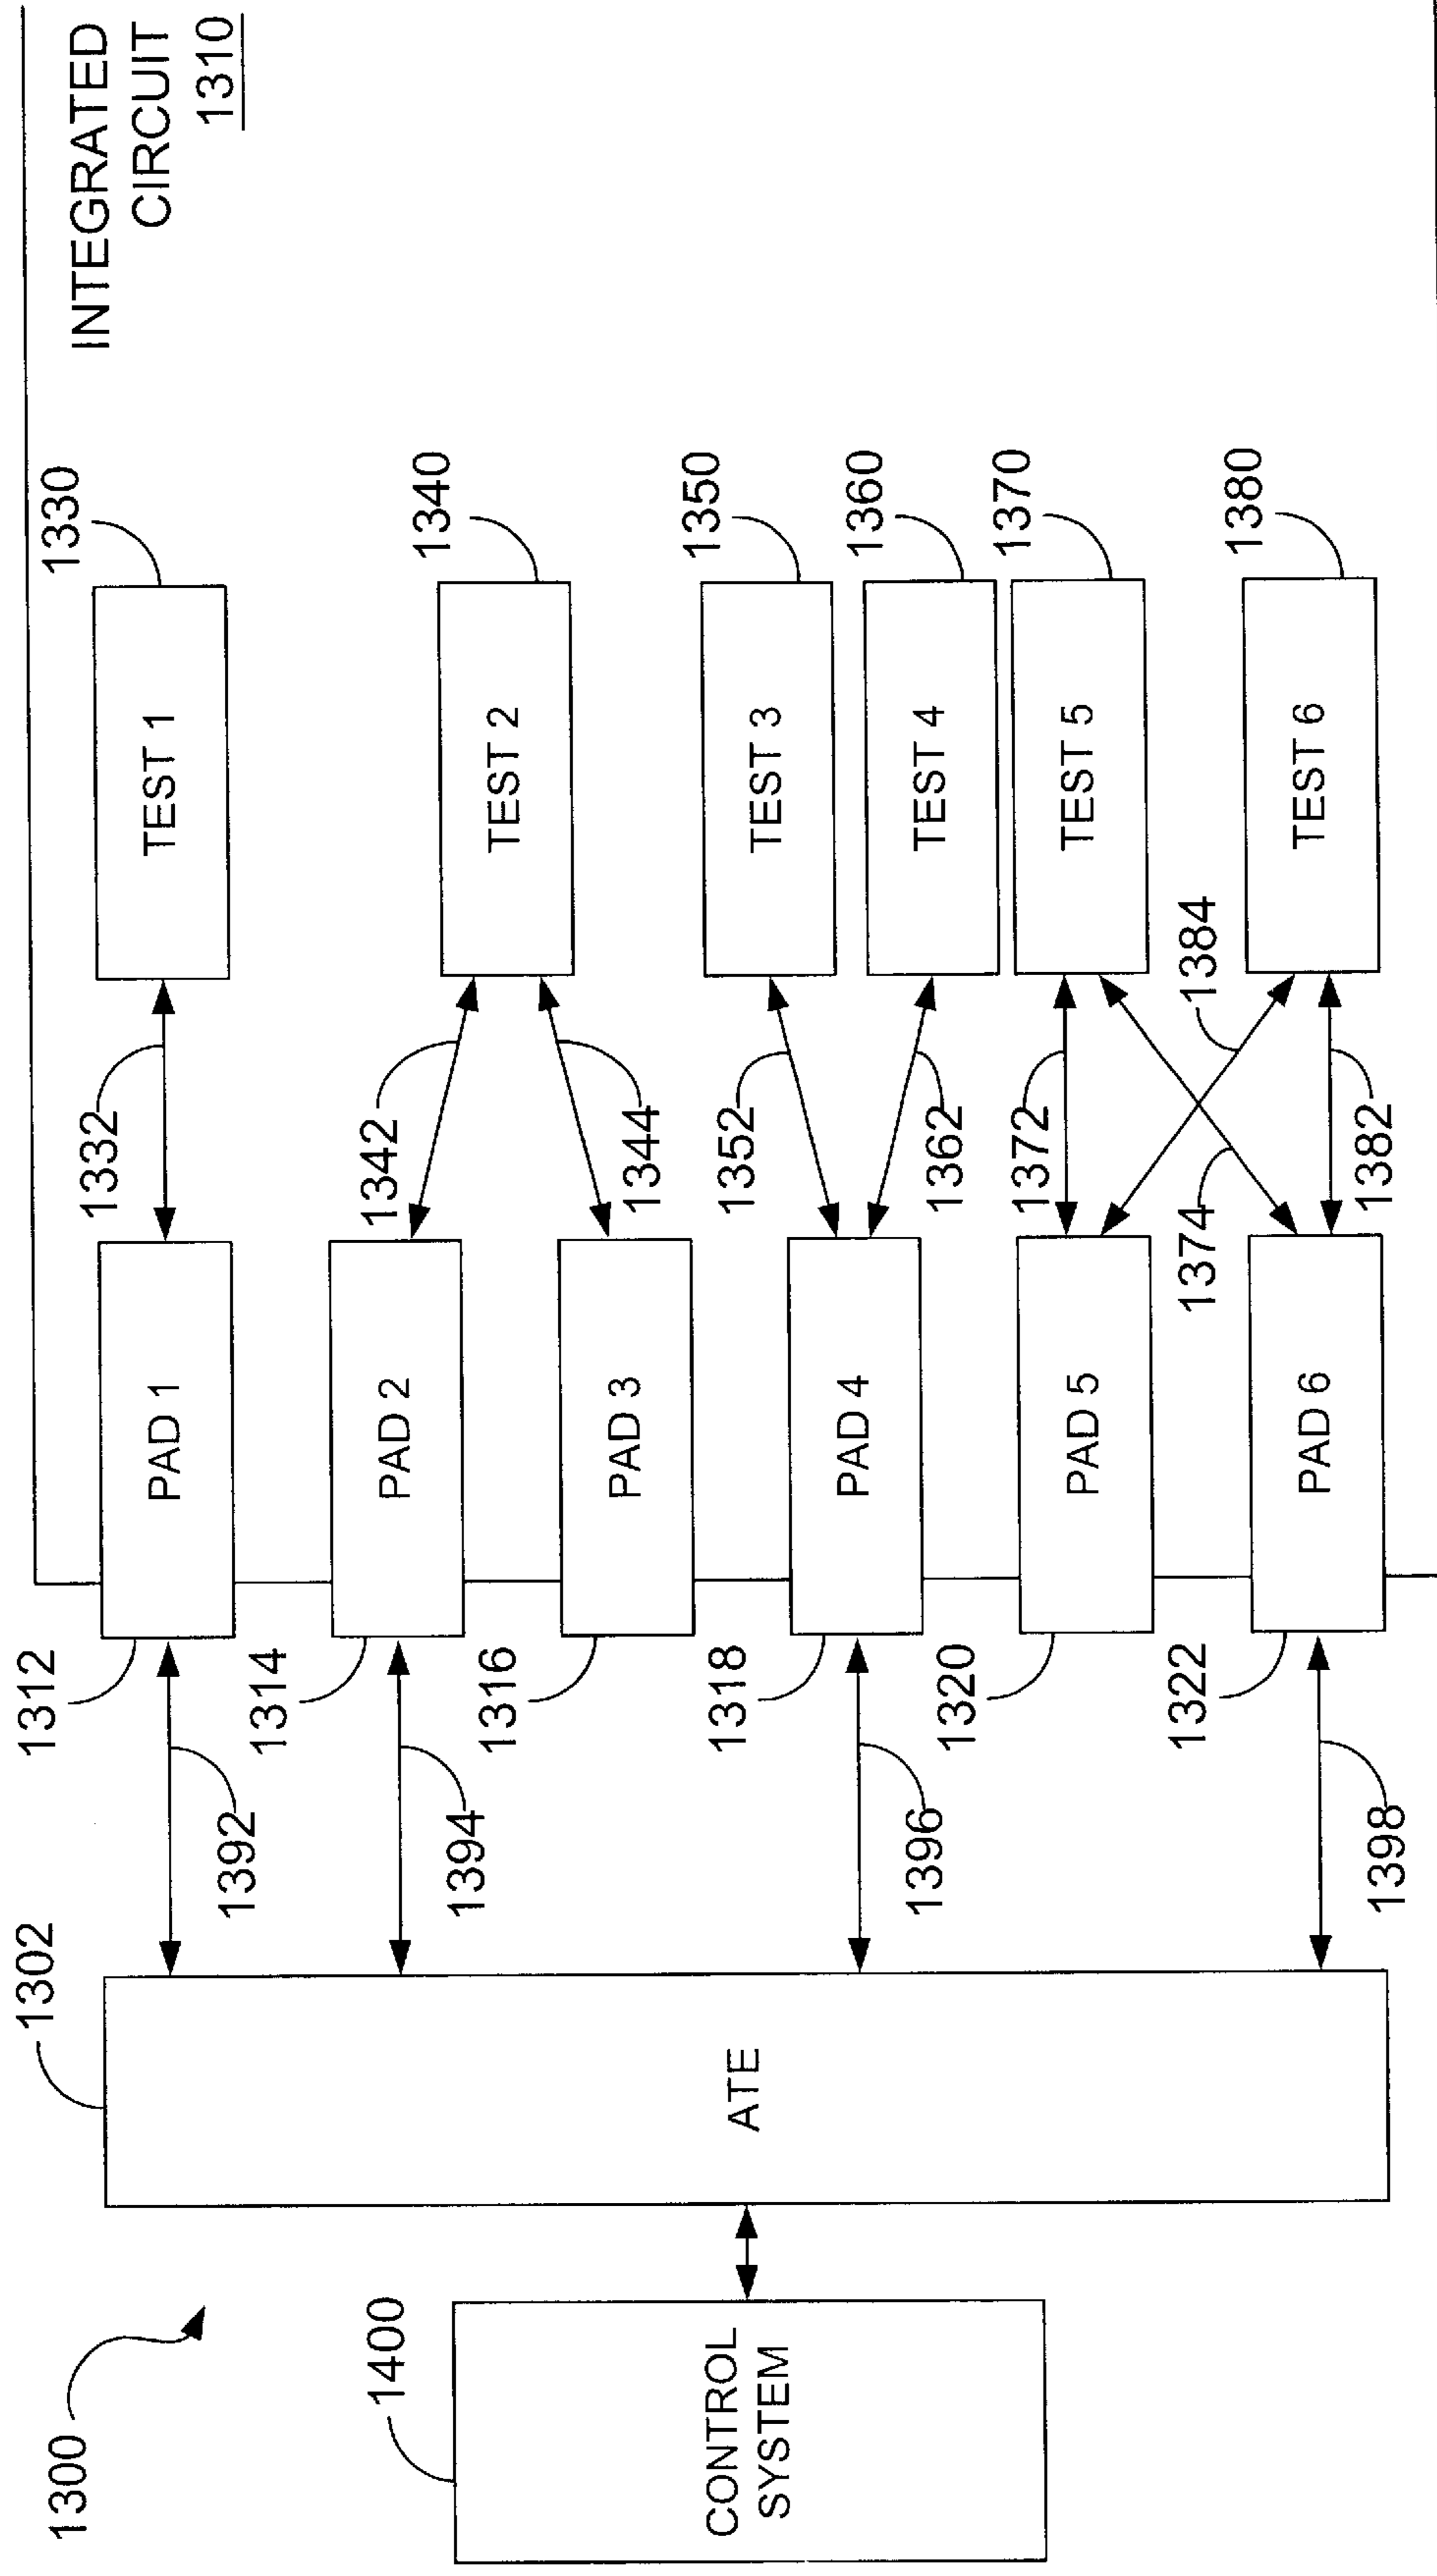 1300
1400
CONTROL
SYSTEM
1302
ATE
1392
1394
1396
1398
1312
PAD 1
1314
PAD 2
1316
PAD 3
1318
PAD 4
1320
PAD 5
1322
PAD 6
1332
1342
1344
1352
1362
1372
1374
1384
1382
1330
TEST 1
1340
TEST 2
1350
TEST 3
1360
TEST 4
1370
TEST 5
1380
TEST 6
INTEGRATED
CIRCUIT
1310